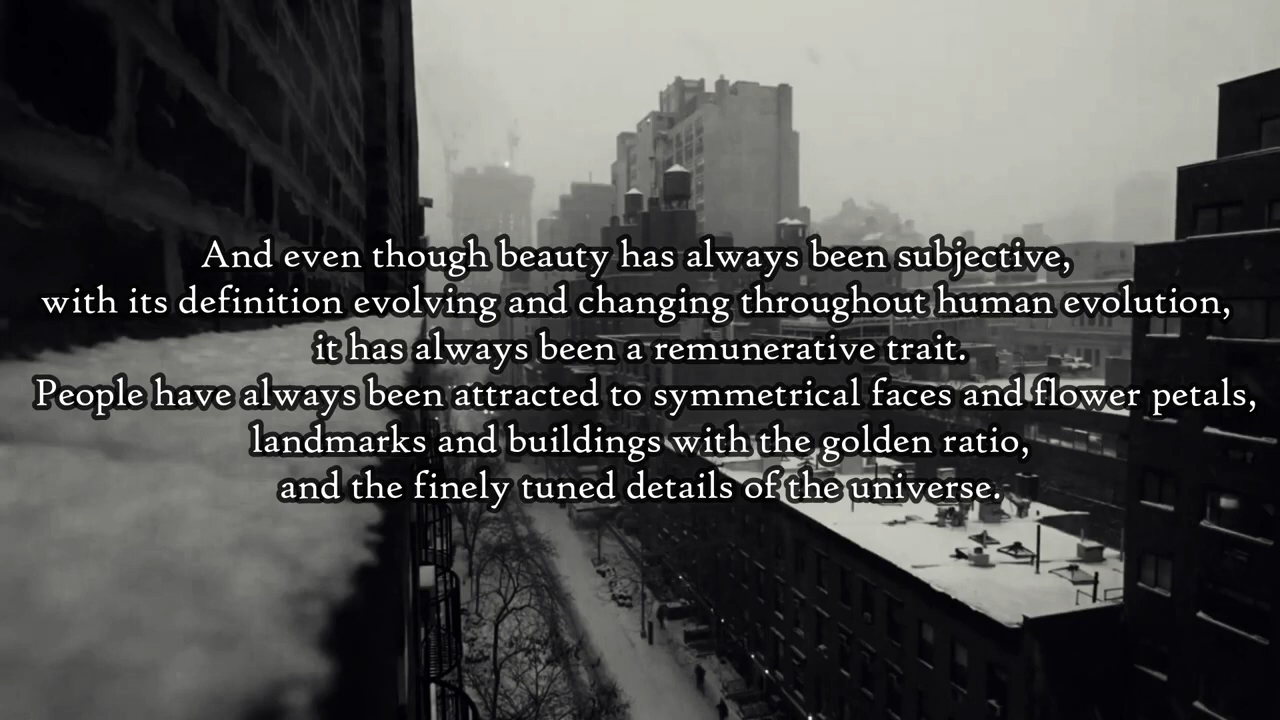 And even though beauty has always been subjective,
with its definition evolving and changing throughout human evolution,
it has always been a remunerative trait.
People have always been attracted to symmetrical faces and flower petals,
landmarks and buildings with the golden ratio,
and the finely tuned details of the universe.